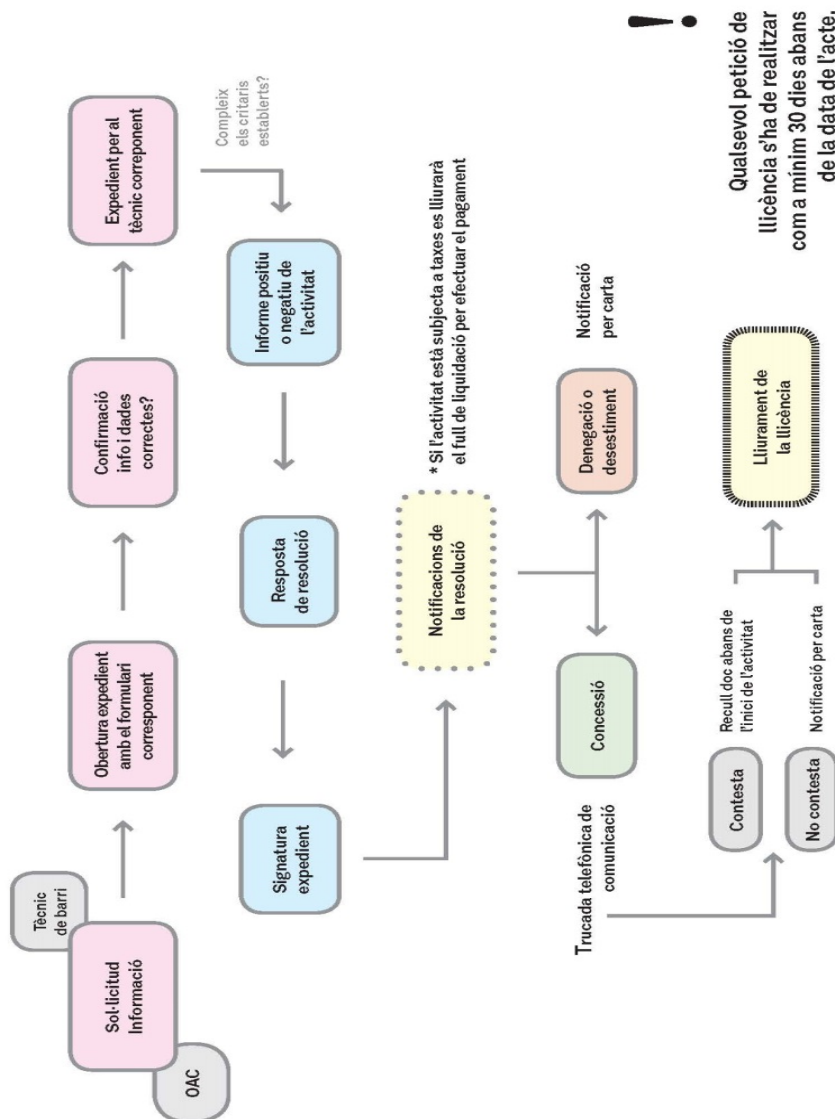 Tècnic
de barri
Sol·licitud
Informació
OAC
Obertura expedient
amb el formulari
corresponent
Confirmació
info i dades
correctes?
Expedient per al
tècnic correponent
Compleix
els critaris
establerts?
Informe positiu
o negatiu de
l'activitat
Resposta
de resolució
Signatura
expedient
Notificacions de
la resolució
* Si l'activitat està subjecta a taxes es lliurarà
el full de liquidació per efectuar el pagament
Concessió
Denegació o
desestiment
Notificació
per carta
Trucada telefònica de
comunicació
Contesta
Recull doc abans de
l'inici de l'activitat
No contesta
Notificació per carta
Lliurament de
la llicència
!
Qualsevol petició de
llicència s'ha de realitzar
com a mínim 30 dies abans
de la data de l'acte.